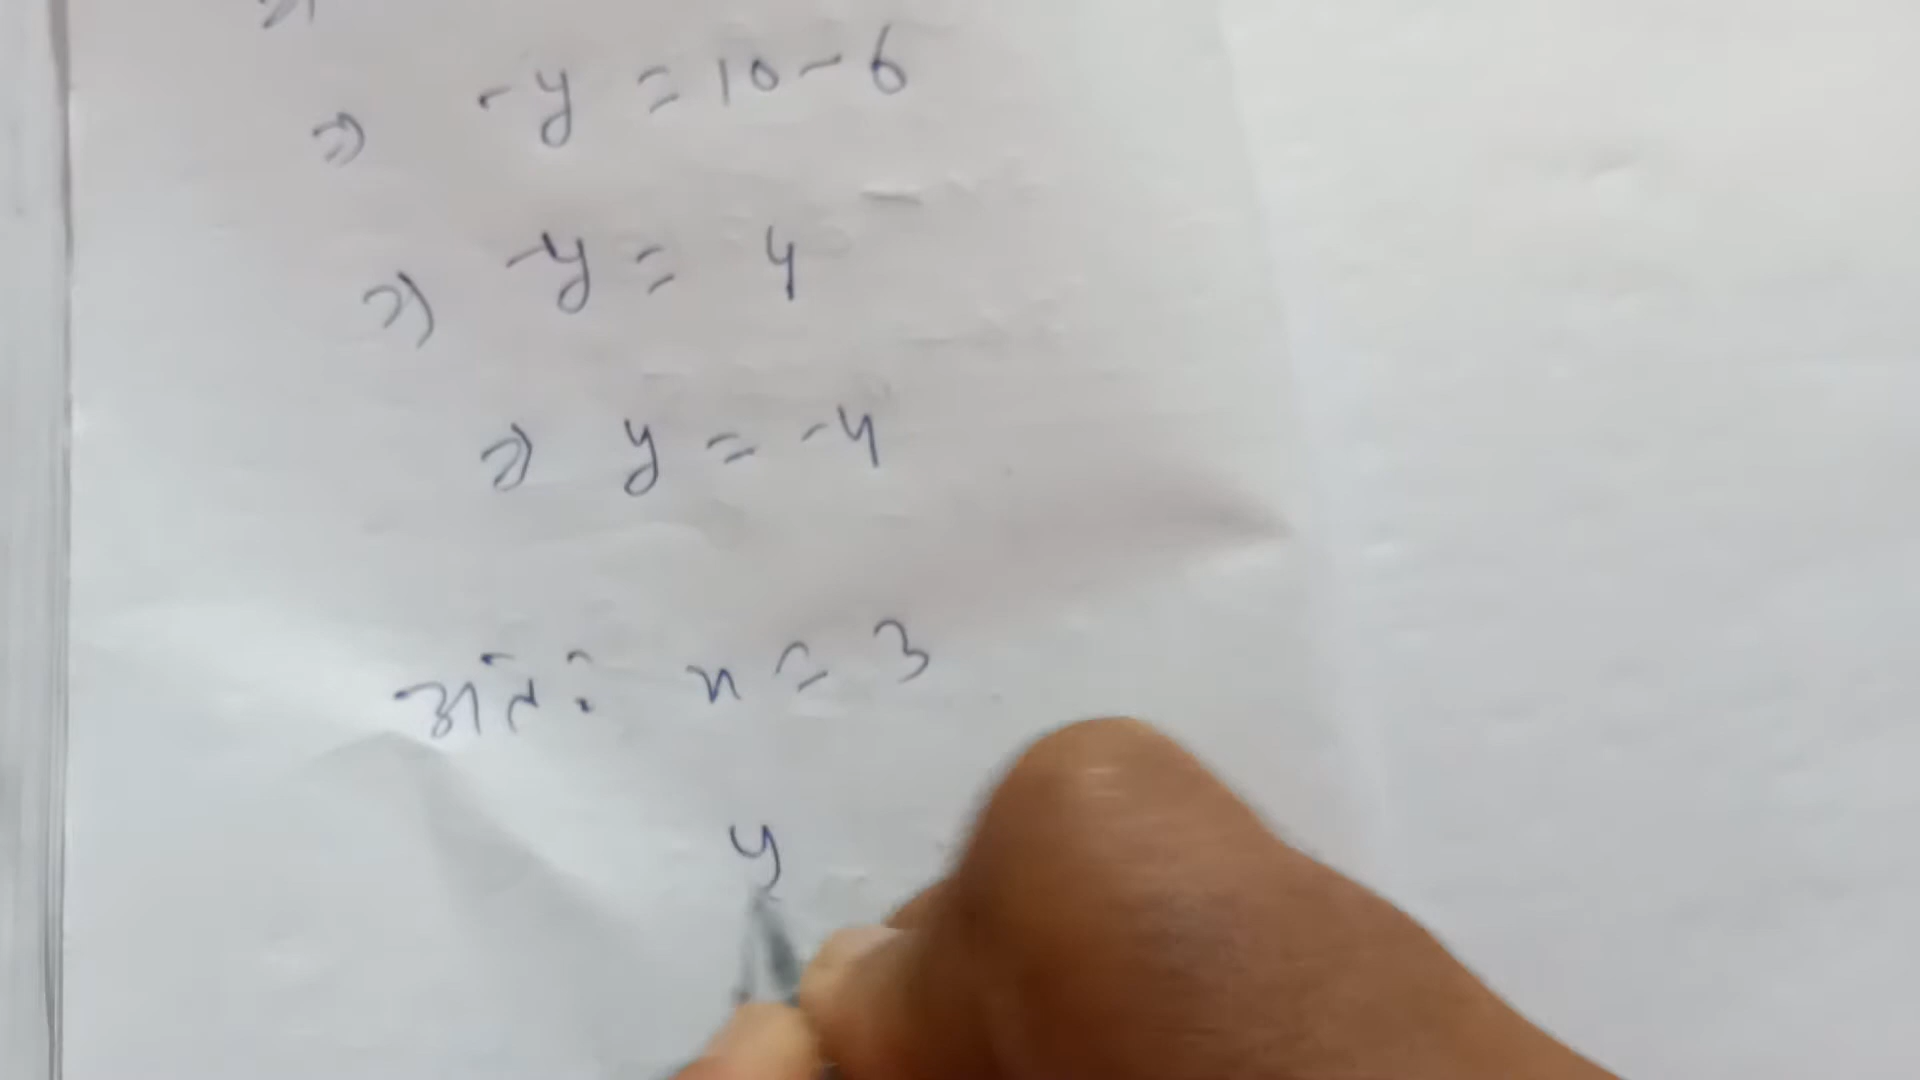 ⇒ -y = 10 - 6
⇒ -y = 4
⇒ y = -4
अतः x = 3
y